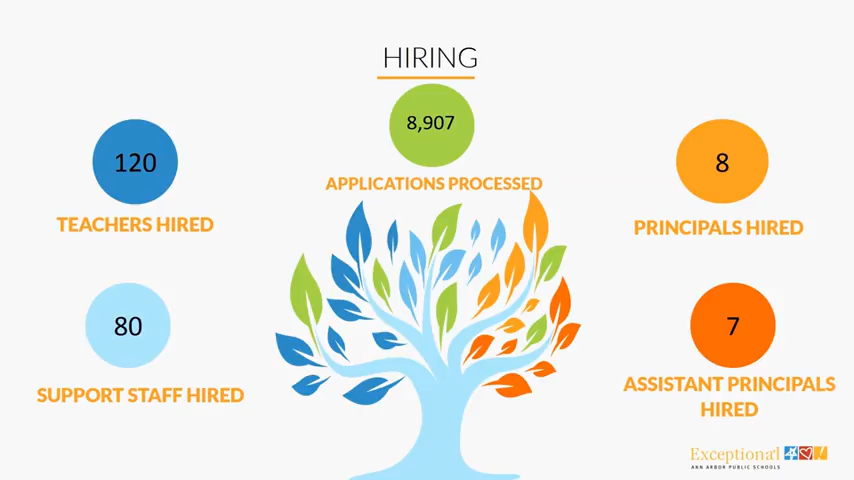 HIRING
8,907
APPLICATIONS PROCESSED
120
TEACHERS HIRED
8
PRINCIPALS HIRED
80
SUPPORT STAFF HIRED
7
ASSISTANT PRINCIPALS
HIRED
Exceptional
ANN ARBOR PUBLIC SCHOOLS